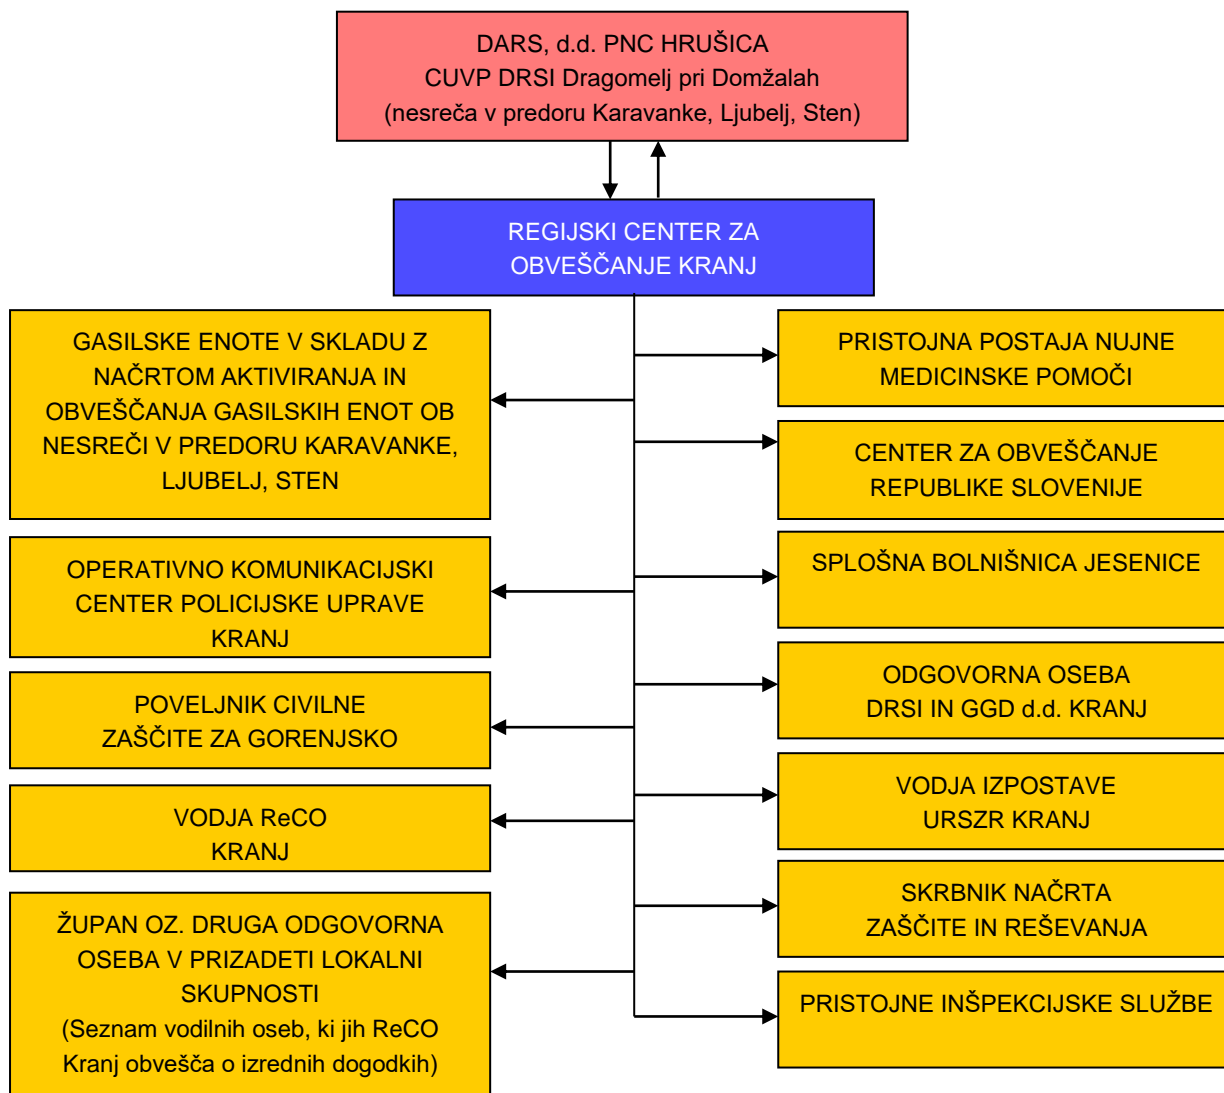 DARS, d.d. PNC HRUŠICA
CUVP DRSI Dragomelj pri Domžalah
(nesreča v predoru Karavanke, Ljubelj, Sten)
REGIJSKI CENTER ZA
OBVEŠČANJE KRANJ
GASILSKE ENOTE V SKLADU Z
NAČRTOM AKTIVIRANJA IN
OBVEŠČANJA GASILSKIH ENOT OB
NESREČI V PREDORU KARAVANKE,
LJUBELJ, STEN
OPERATIVNO KOMUNIKACIJSKI
CENTER POLICIJSKE UPRAVE
KRANJ
POVELJNIK CIVILNE
ZAŠČITE ZA GORENJSKO
VODJA ReCO
KRANJ
ŽUPAN OZ. DRUGA ODGOVORNA
OSEBA V PRIZADETI LOKALNI
SKUPNOSTI
(Seznam vodilnih oseb, ki jih ReCO
Kranj obvešča o izrednih dogodkih)
PRISTOJNA POSTAJA NUJNE
MEDICINSKE POMOČI
CENTER ZA OBVEŠČANJE
REPUBLIKE SLOVENIJE
SPLOŠNA BOLNIŠNICA JESENICE
ODGOVORNA OSEBA
DRSI IN GGD d.d. KRANJ
VODJA IZPOSTAVE
URSZR KRANJ
SKRBNIK NAČRTA
ZAŠČITE IN REŠEVANJA
PRISTOJNE INŠPEKCIJSKE SLUŽBE